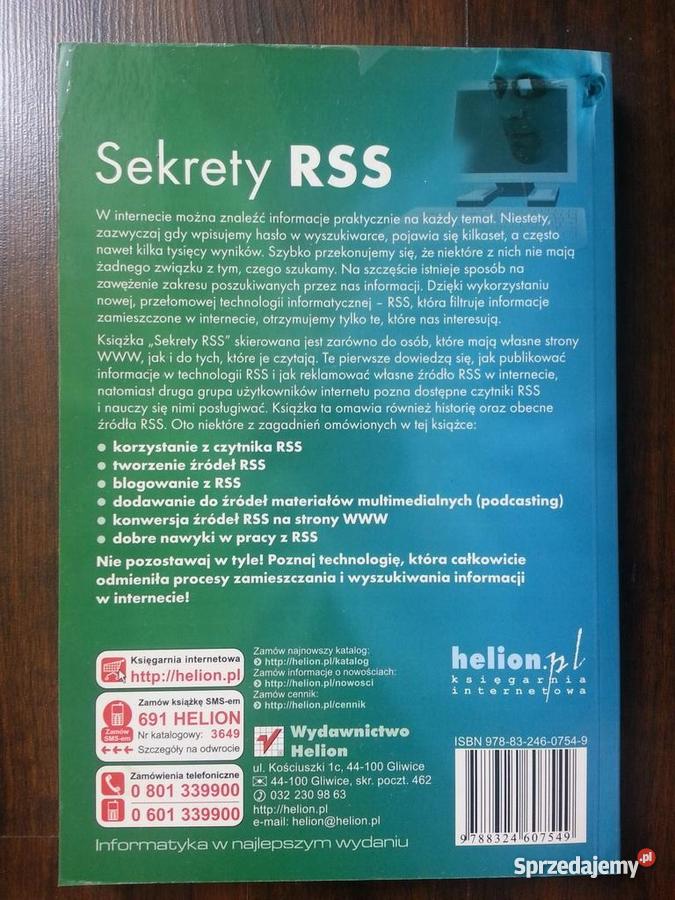 Sekrety RSS
W internecie można znaleźć informacje praktycznie na każdy temat. Niestety,
zazwyczaj gdy wpisujemy hasło w wyszukiwarce, pojawia się kilkaset, a często
nawet kilka tysięcy wyników. Szybko przekonujemy się, że niektóre z nich nie mają
żadnego związku z tym, czego szukamy. Na szczęście istnieje sposób na
zawężenie zakresu poszukiwanych przez nas informacji. Dzięki wykorzystaniu
nowej, przełomowej technologii informatycznej – RSS, która filtruje informacje
zamieszczone w internecie, otrzymujemy tylko te, które nas interesują.
Książka „Sekrety RSS” skierowana jest zarówno do osób, które mają własne strony
WWW, jak i do tych, które je czytają. Te pierwsze dowiedzą się, jak publikować
informacje w technologii RSS i jak reklamować własne źródło RSS w internecie,
natomiast druga grupa użytkowników internetu pozna dostępne czytniki RSS
i nauczy się nimi posługiwać. Książka ta omawia również historię oraz obecne
źródła RSS. Oto niektóre z zagadnień omówionych w tej książce:
• korzystanie z czytnika RSS
• tworzenie źródeł RSS
• blogowanie z RSS
• dodawanie do źródeł materiałów multimedialnych (podcasting)
• konwersja źródeł RSS na strony WWW
• dobre nawyki w pracy z RSS
Nie pozostawaj w tyle! Poznaj technologię, która całkowicie
odmieniła procesy zamieszczania i wyszukiwania informacji
w internecie!
Księgarnia internetowa
http://helion.pl
Zamów książkę SMS-em
691 HELION
Nr katalogowy: 3649
Zamów
SMS-em
Szczegóły na odwrocie
Zamówienia telefoniczne
0 801 339900
0 601 339900
Zamów najnowszy katalog:
http://helion.pl/katalog
Zamów informacje o nowościach:
http://helion.pl/nowosci
Zamów cennik:
http://helion.pl/cennik
Wydawnictwo
Helion
ul. Kościuszki 1c, 44-100 Gliwice
44-100 Gliwice, skr. poczt. 462
032 230 98 63
http://helion.pl
e-mail: helion@helion.pl
helion.pl
księgarnia
internetowa
ISBN 978-83-246-0754-9
9788324607549
Informatyka w najlepszym wydaniu
Sprzedajemy.pl